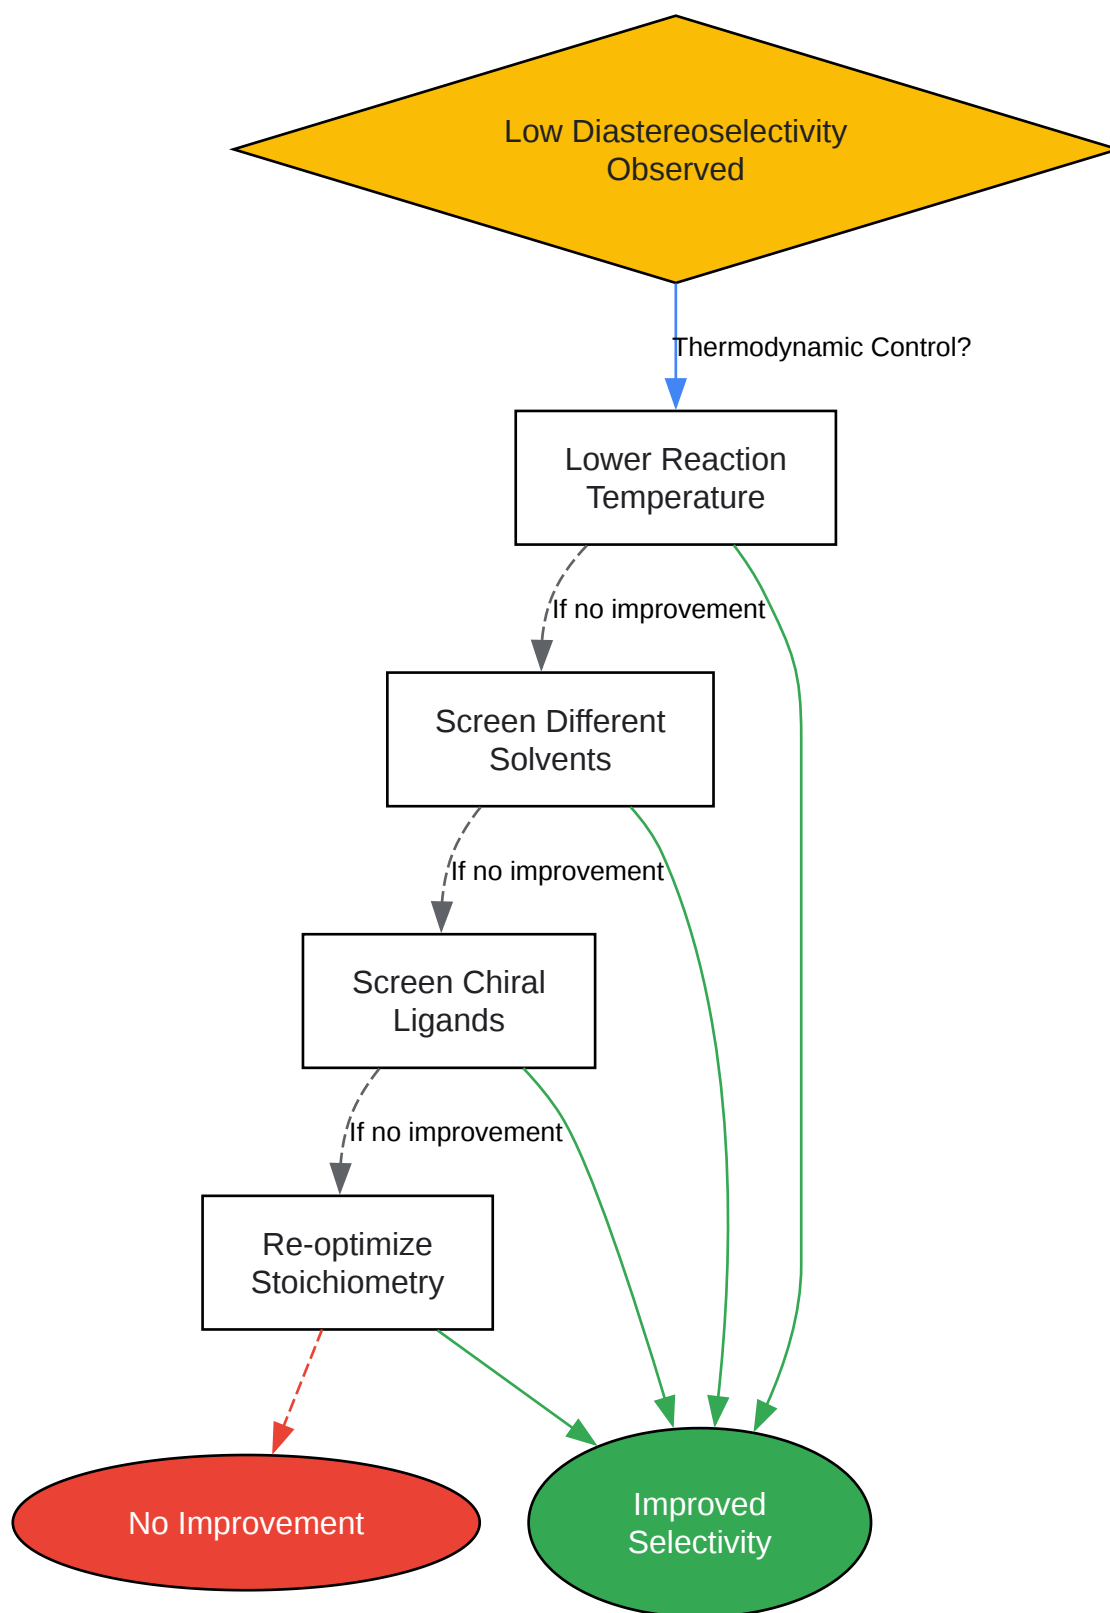 Low Diastereoselectivity
Observed
Thermodynamic Control?
Lower Reaction
Temperature
If no improvement
Screen Different
Solvents
If no improvement
Screen Chiral
Ligands
If no improvement
Re-optimize
Stoichiometry
No Improvement
Improved
Selectivity